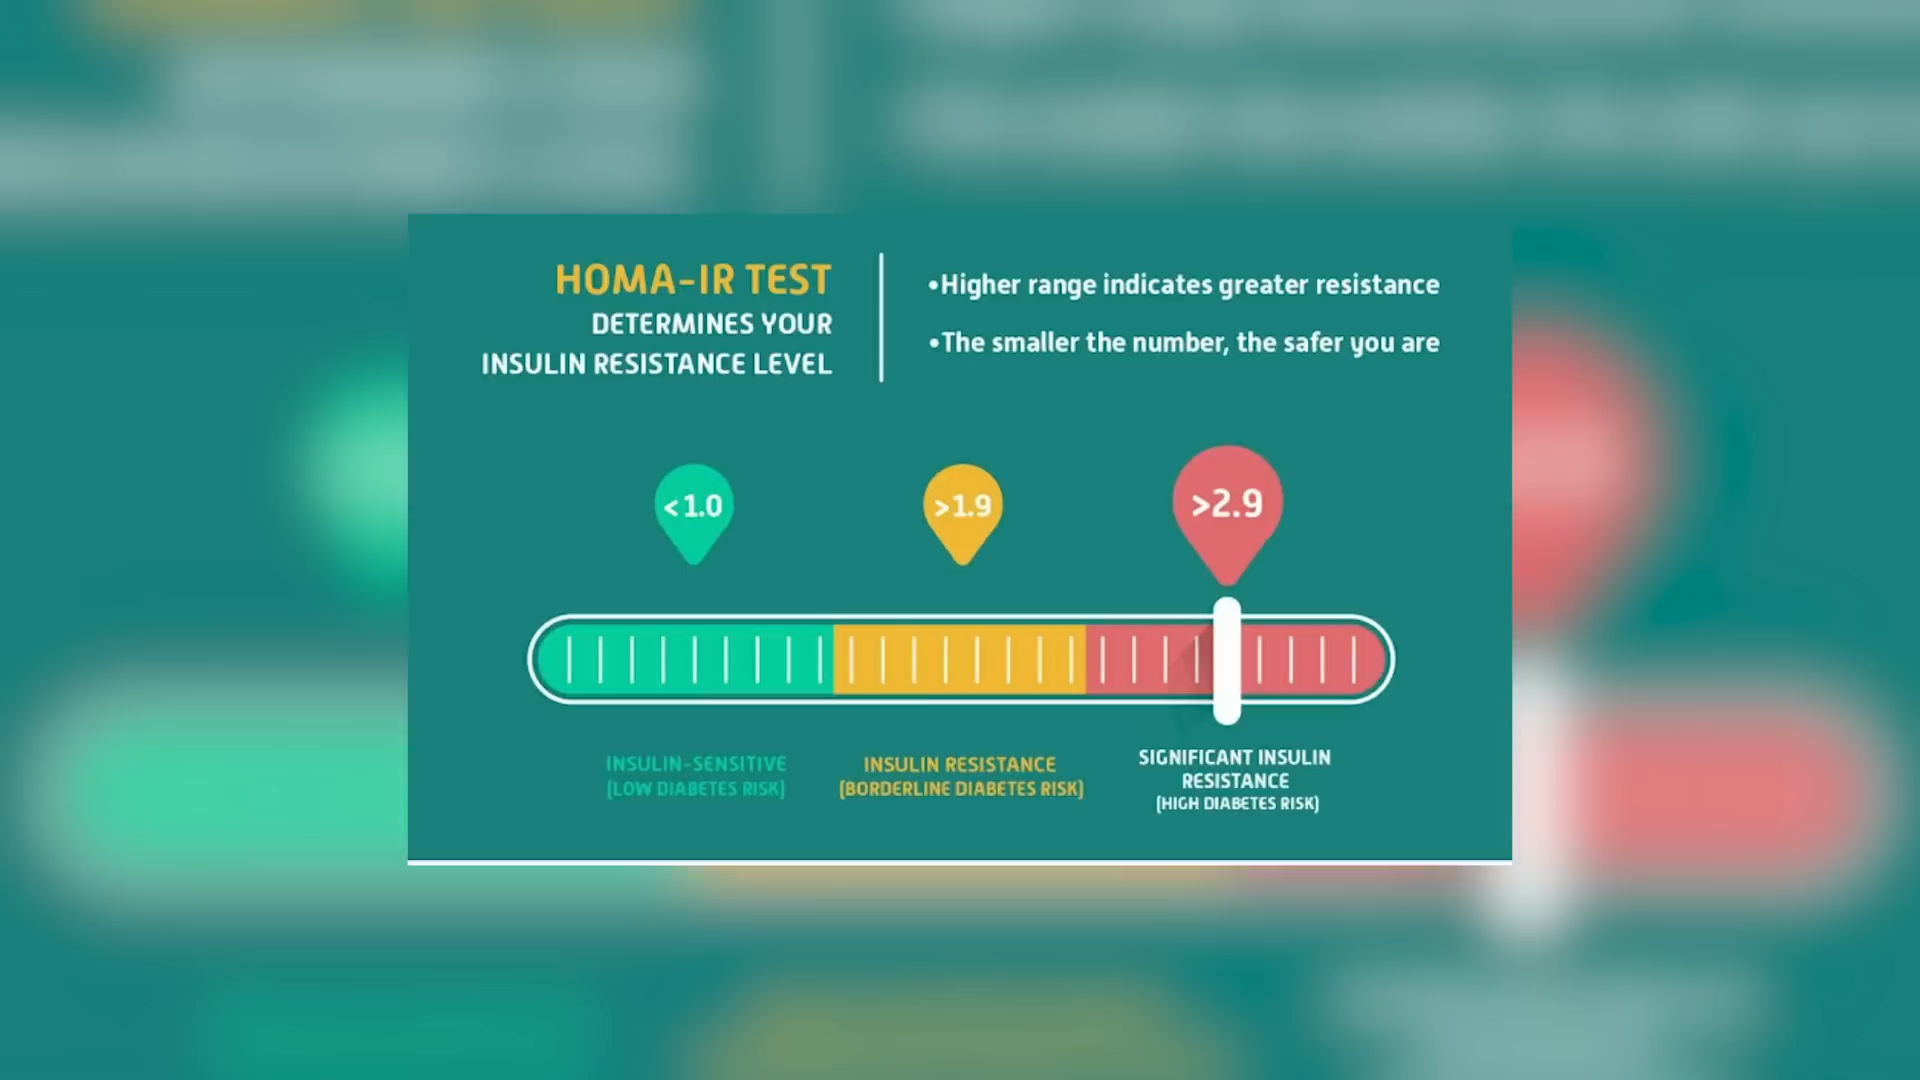 HOMA-IR TEST
DETERMINES YOUR
INSULIN RESISTANCE LEVEL
•Higher range indicates greater resistance
•The smaller the number, the safer you are
<1.0
>1.9
>2.9
INSULIN-SENSITIVE
(LOW DIABETES RISK)
INSULIN RESISTANCE
(BORDERLINE DIABETES RISK)
SIGNIFICANT INSULIN
RESISTANCE
(HIGH DIABETES RISK)